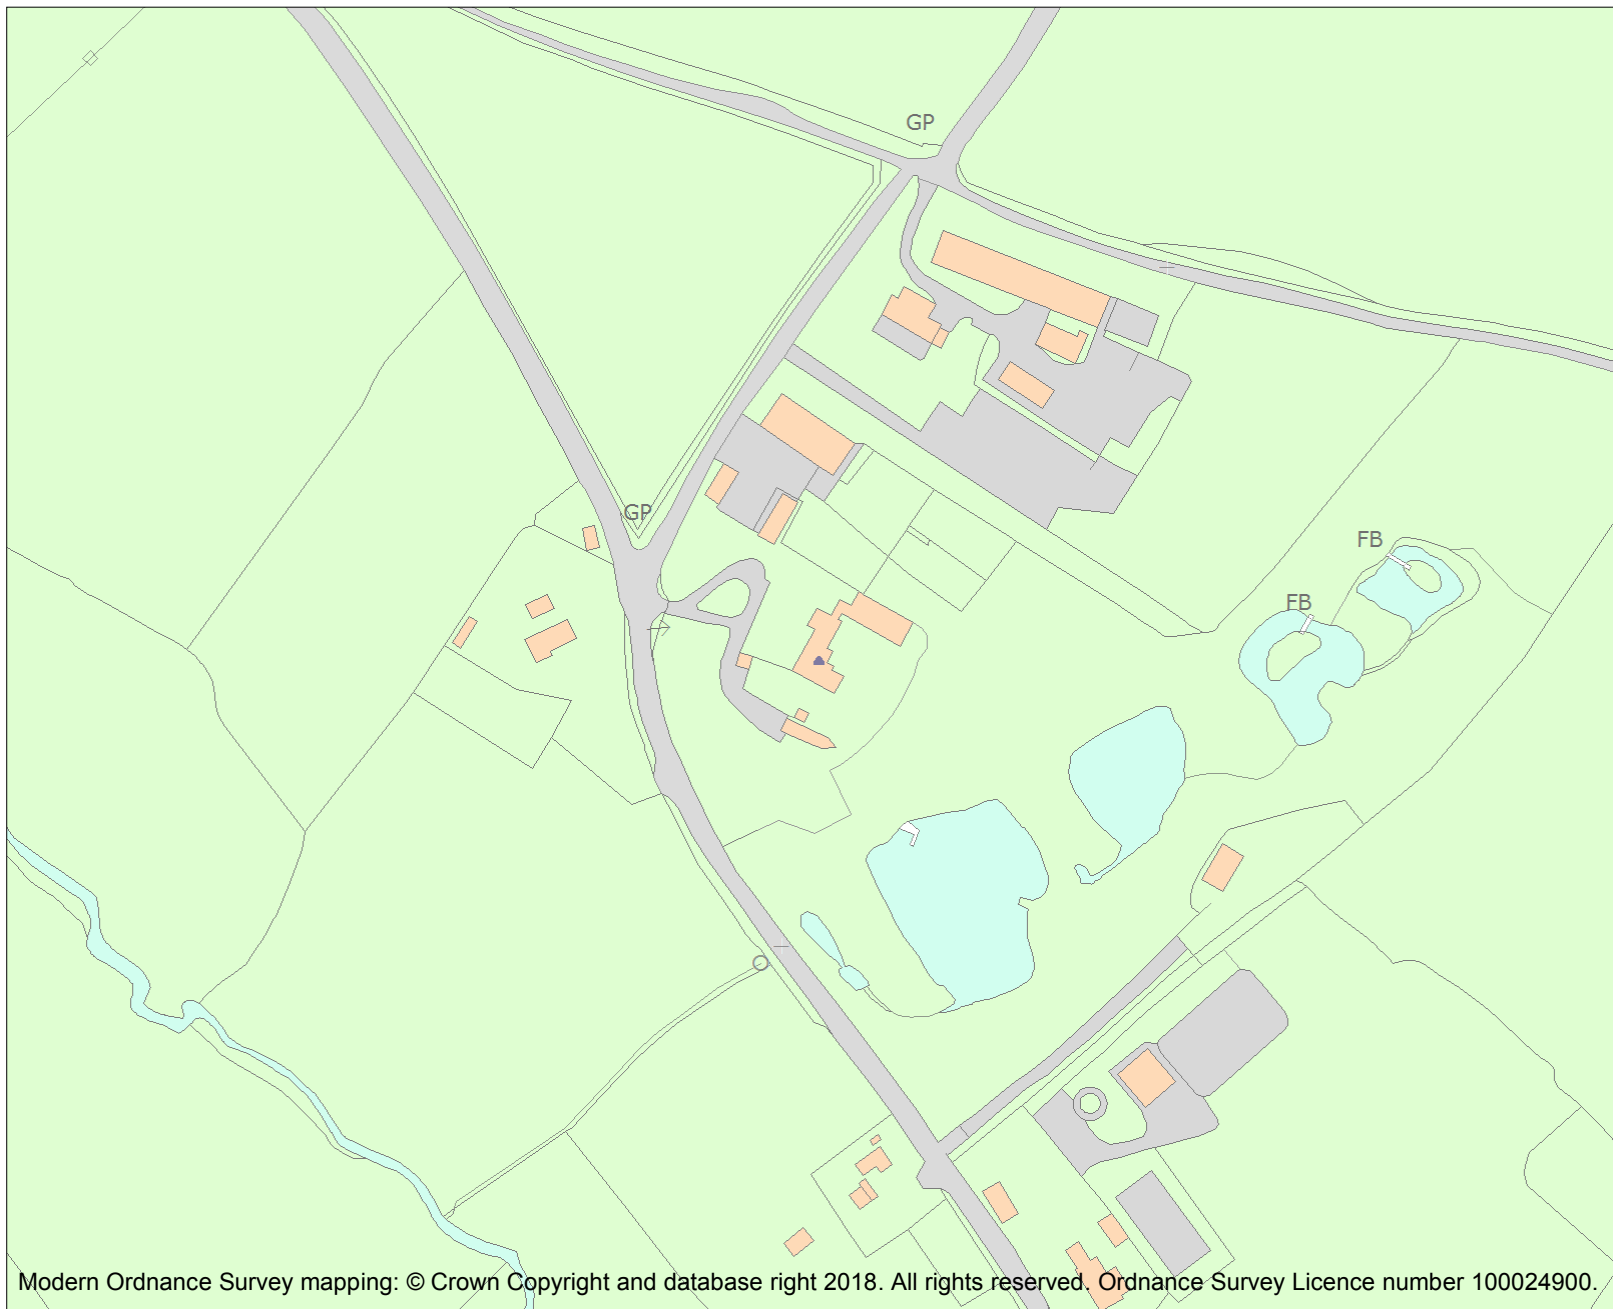 GP
GP
FB
FB
Modern Ordnance Survey mapping: © Crown Copyright and database right 2018. All rights reserved. Ordnance Survey Licence number 100024900.